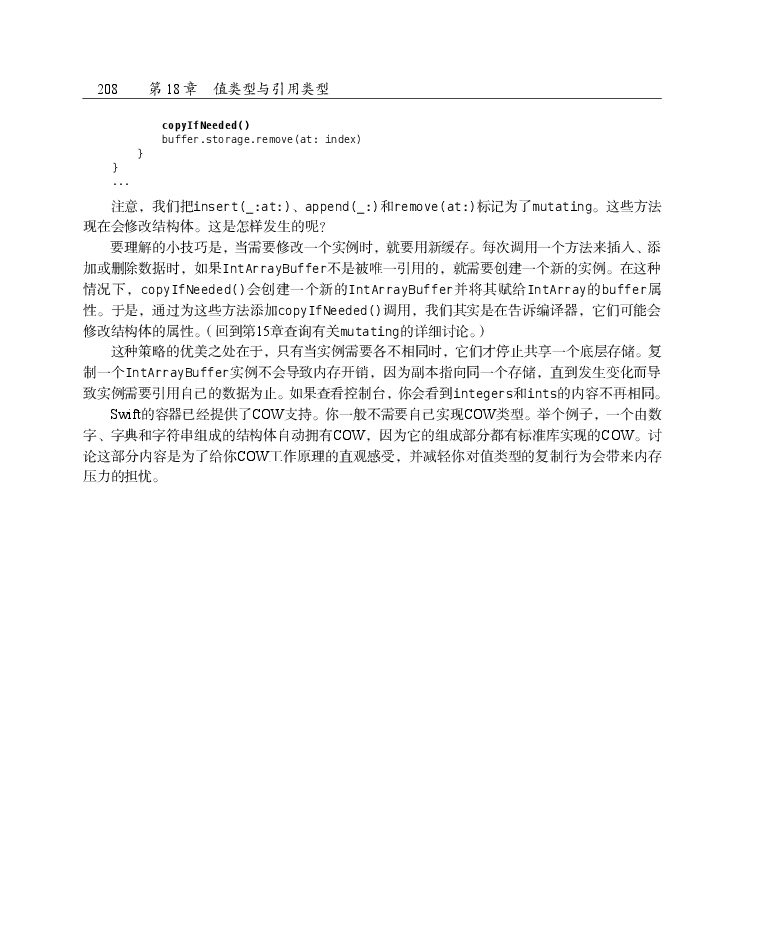 208 第 18 章 值类型与引用类型
copyIfNeeded()
buffer.storage.remove(at: index)
}
}
...
注意，我们把insert(_:at:)、append(_:)和remove(at:)标记为了mutating。这些方法
现在会修改结构体。这是怎样发生的呢？
要理解的小技巧是，当需要修改一个实例时，就要用新缓存。每次调用一个方法来插入、添
加或删除数据时，如果IntArrayBuffer不是被唯一引用的，就需要创建一个新的实例。在这种
情况下，copyIfNeeded()会创建一个新的IntArrayBuffer并将其赋给IntArray的buffer属
性。于是，通过为这些方法添加copyIfNeeded()调用，我们其实是在告诉编译器，它们可能会
修改结构体的属性。（回到第15章查询有关mutating的详细讨论。）
这种策略的优美之处在于，只有当实例需要各不相同时，它们才停止共享一个底层存储。复
制一个IntArrayBuffer实例不会导致内存开销，因为副本指向同一个存储，直到发生变化而导
致实例需要引用自己的数据为止。如果查看控制台，你会看到integers和ints的内容不再相同。
Swift的容器已经提供了COW支持。你一般不需要自己实现COW类型。举个例子，一个由数
字、字典和字符串组成的结构体自动拥有COW，因为它的组成部分都有标准库实现的COW。讨
论这部分内容是为了给你COW工作原理的直观感受，并减轻你对值类型的复制行为会带来内存
压力的担忧。